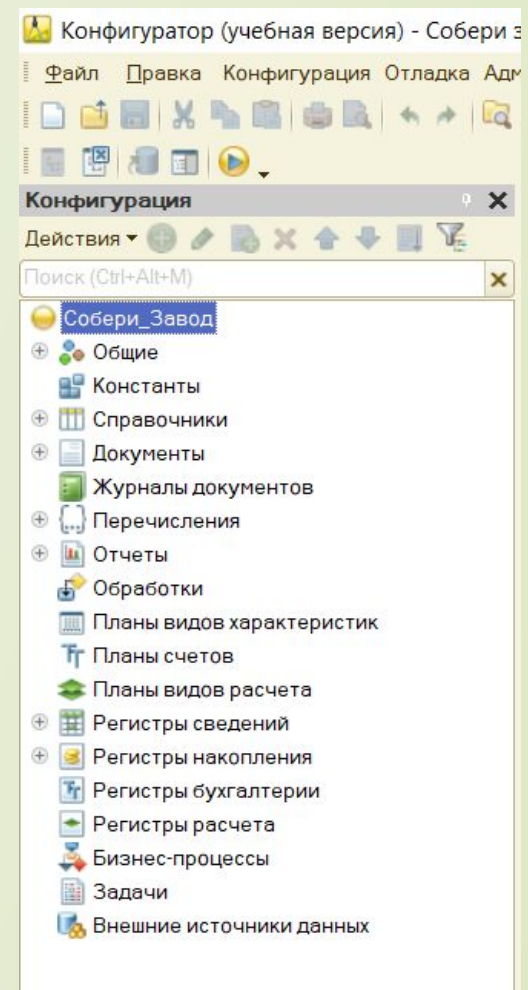 Конфигуратор (учебная версия) - Собери з
Файл Правка Конфигурация Отладка Адм
Конфигурация
Действия
Поиск (Ctrl+Alt+M)
Собери_Завод
Общие
Константы
Справочники
Документы
Журналы документов
Перечисления
Отчеты
Обработки
Планы видов характеристик
Планы счетов
Планы видов расчета
Регистры сведений
Регистры накопления
Регистры бухгалтерии
Регистры расчета
Бизнес-процессы
Задачи
Внешние источники данных